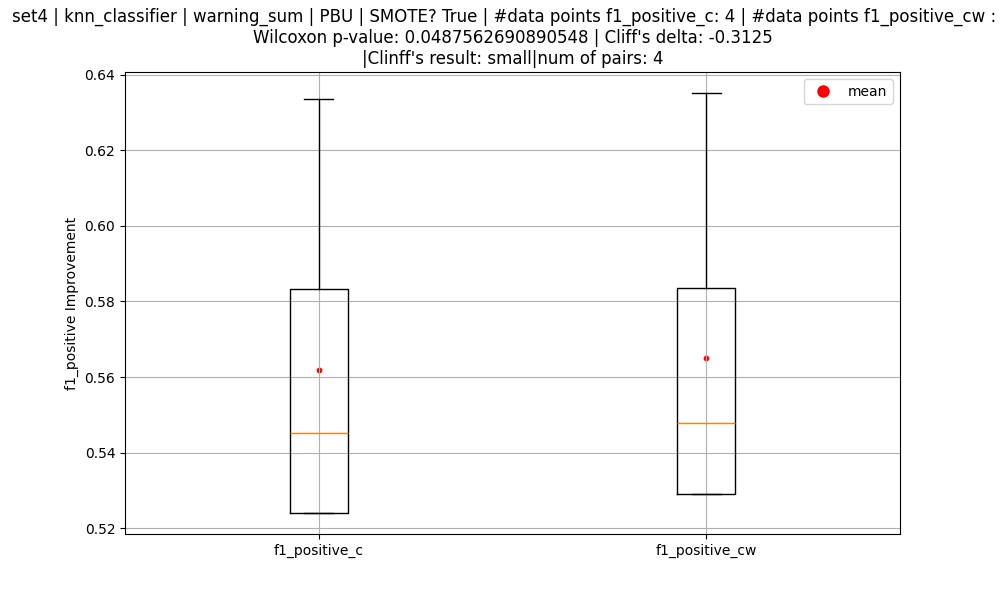 set4 | knn_classifier | warning_sum | PBU | SMOTE? True | #data points f1_positive_c: 4 | #data points f1_positive_cw :
Wilcoxon p-value: 0.0487562690890548 | Cliff's delta: -0.3125
|Clinff's result: small|num of pairs: 4
mean
0.64
0.62
0.60
0.58
0.56
0.54
0.52
f1_positive Improvement
f1_positive_c
f1_positive_cw